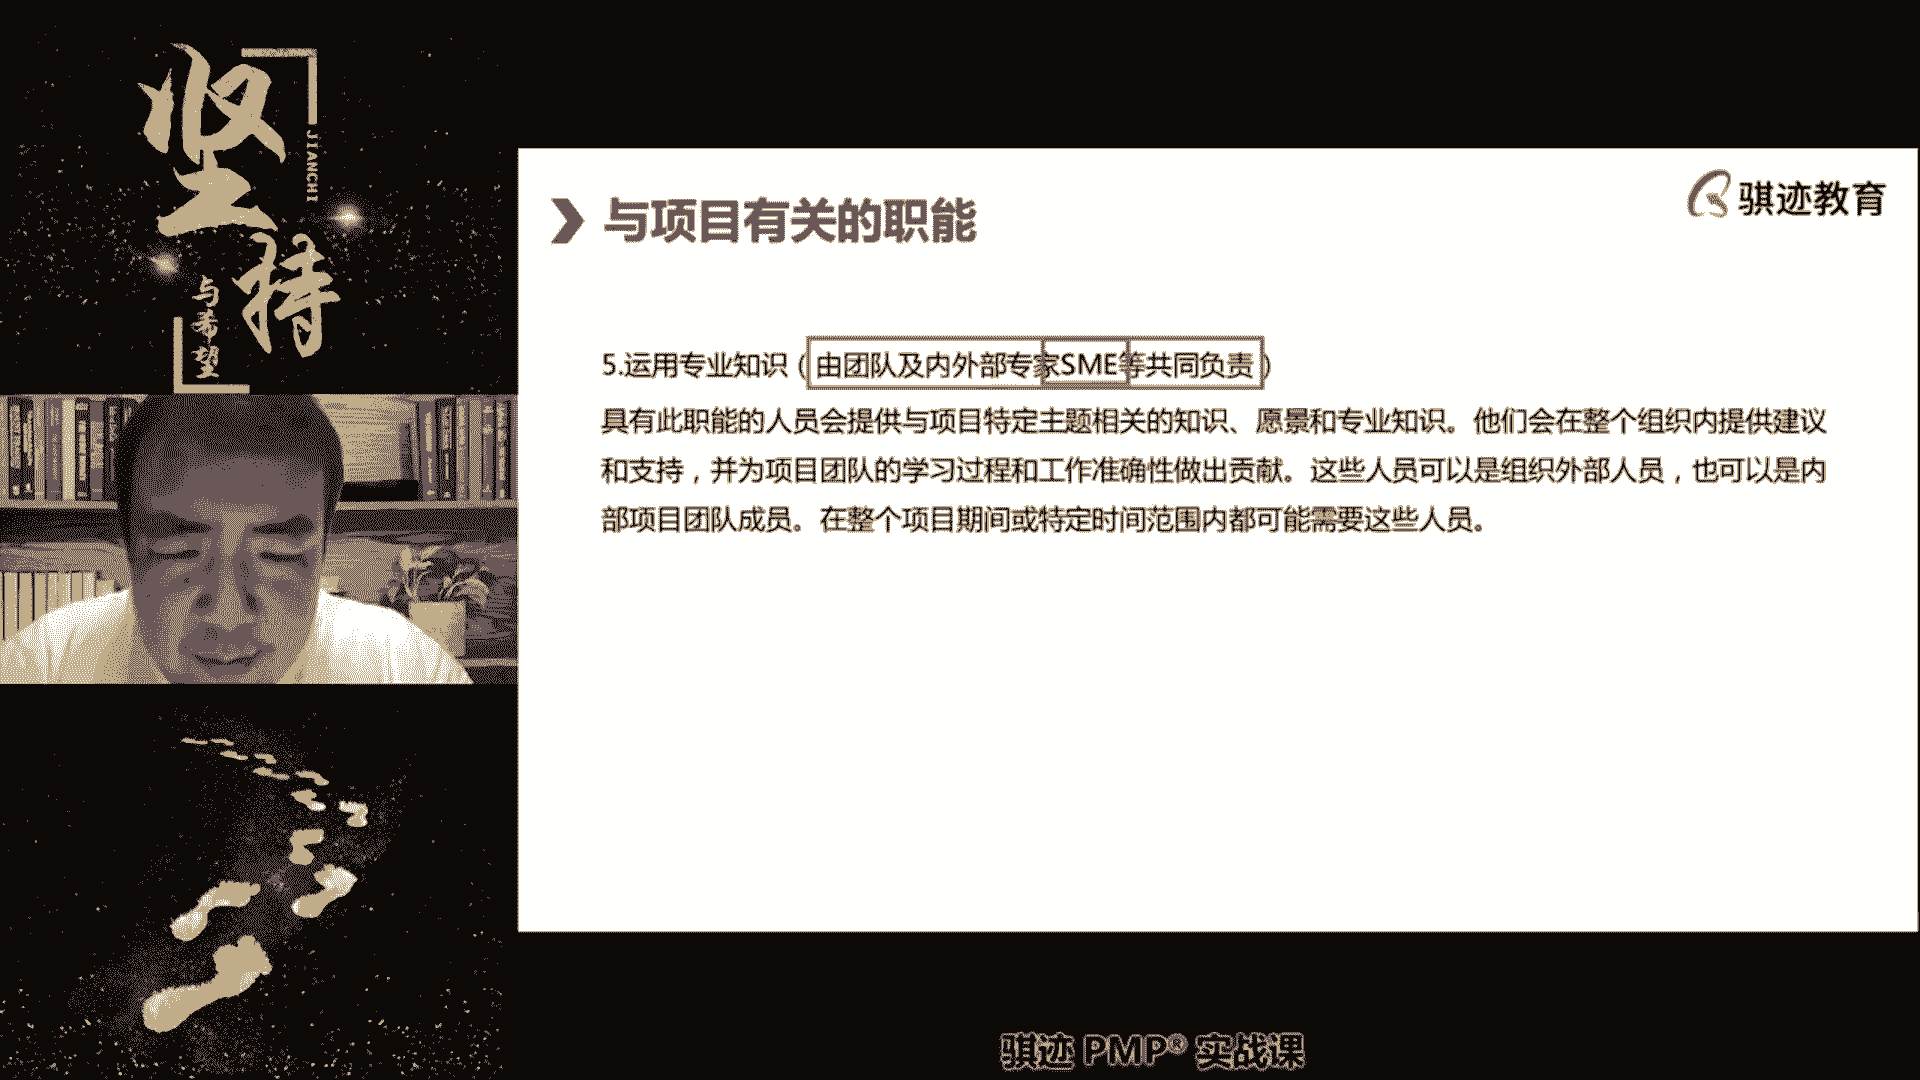 坚持
JIANCHI
与希望
骐迹教育
与项目有关的职能
5.运用专业知识（由团队及内外部专家SME等共同负责）
具有此职能的人员会提供与项目特定主题相关的知识、愿景和专业知识。他们会在整个组织内提供建议
和支持，并为项目团队的学习过程和工作准确性做出贡献。这些人员可以是组织外部人员，也可以是内
部项目团队成员。在整个项目期间或特定时间范围内都可能需要这些人员。
骐迹 PMP® 实战课